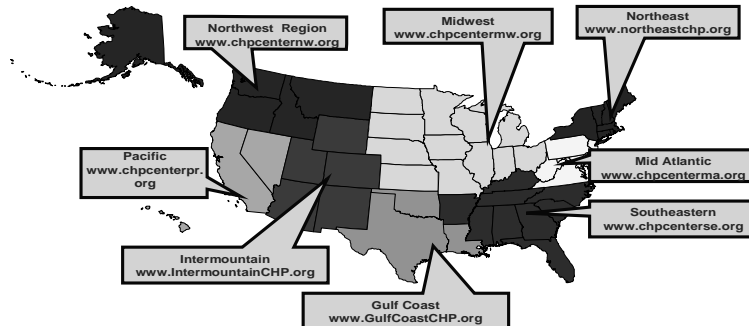 Northwest Region
www.chpcenternw.org
Midwest
www.chpcentermw.org
Northeast
www.northeastchp.org
Pacific
www.chpcenterpr.
org
Mid Atlantic
www.chpcenterma.org
Southeastern
www.chpcenterse.org
Intermountain
www.IntermountainCHP.org
Gulf Coast
www.GulfCoastCHP.org